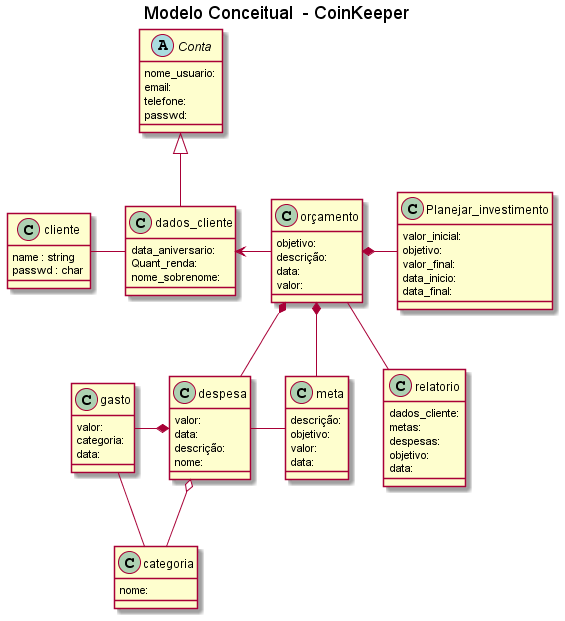 Modelo Conceitual - CoinKeeper
A Conta
nome_usuario:
email:
telefone:
passwd:
C cliente
name : string
passwd : char
C dados_cliente
data_aniversario:
Quant_renda:
nome_sobrenome:
C orçamento
objetivo:
descrição:
data:
valor:
C Planejar_investimento
valor_inicial:
objetivo:
valor_final:
data_inicio:
data_final:
C gasto
valor:
categoria:
data:
C despesa
valor:
data:
descrição:
nome:
C meta
descrição:
objetivo:
valor:
data:
C relatorio
dados_cliente:
metas:
despesas:
objetivo:
data:
C categoria
nome: